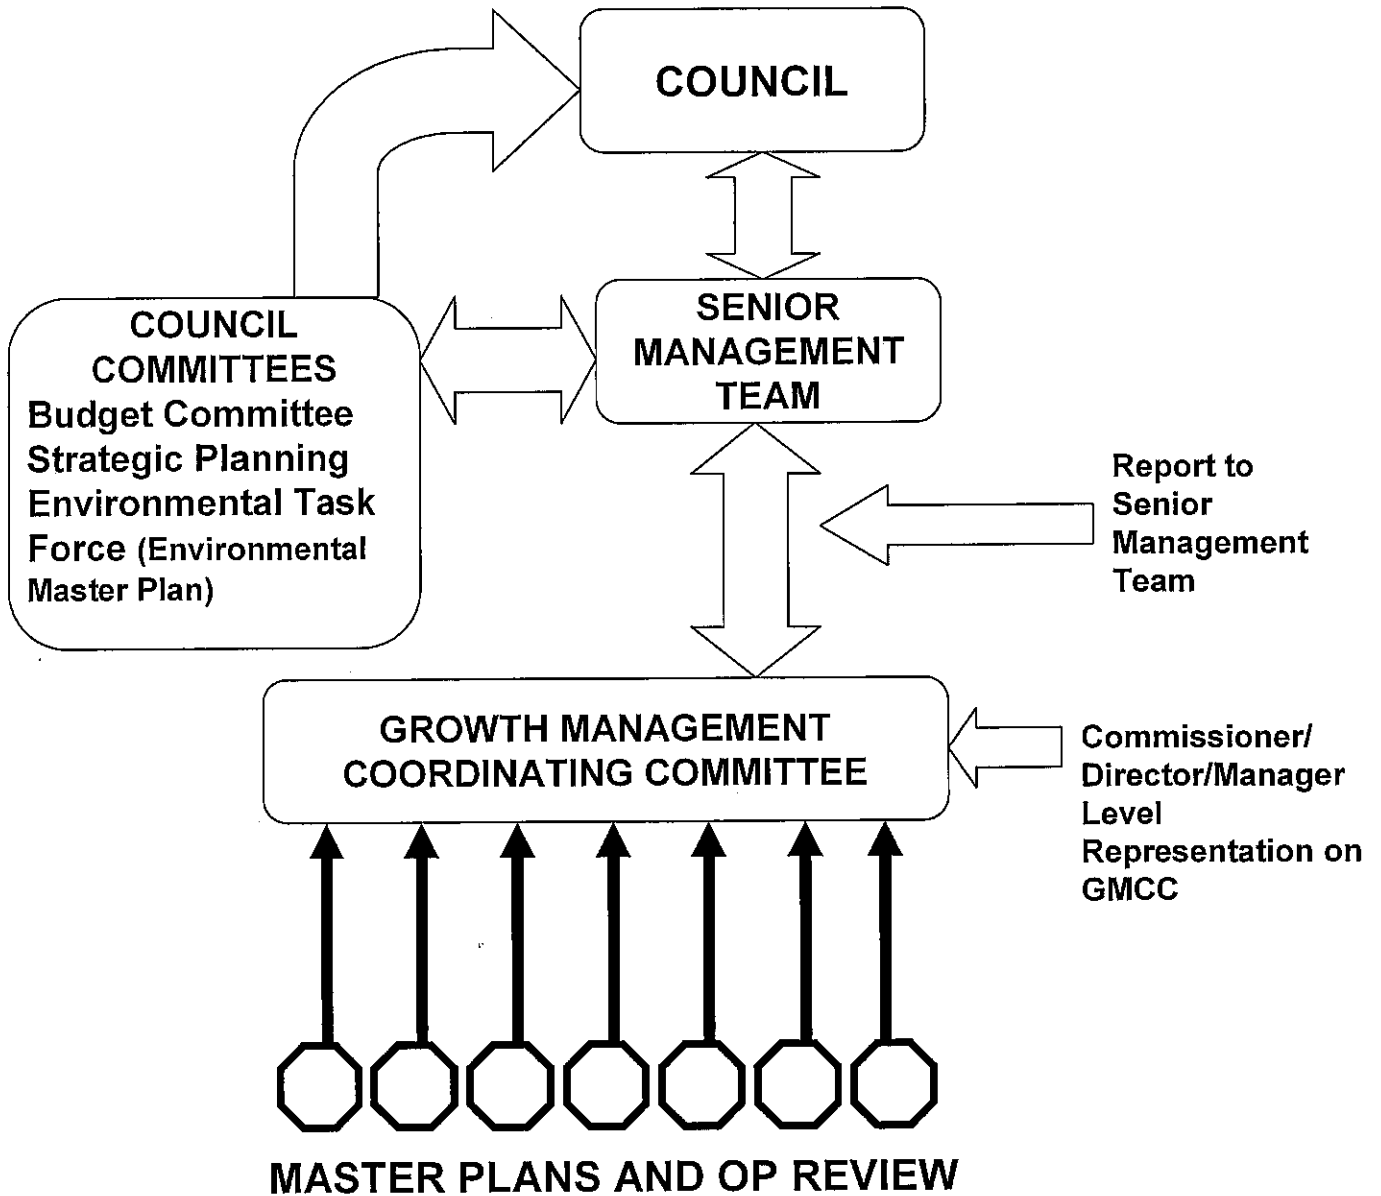 COUNCIL
SENIOR
MANAGEMENT
TEAM
COUNCIL
COMMITTEES
Budget Committee
Strategic Planning
Environmental Task
Force (Environmental
Master Plan)
Report to
Senior
Management
Team
GROWTH MANAGEMENT
COORDINATING COMMITTEE
Commissioner/
Director/Manager
Level
Representation on
GMCC
MASTER PLANS AND OP REVIEW